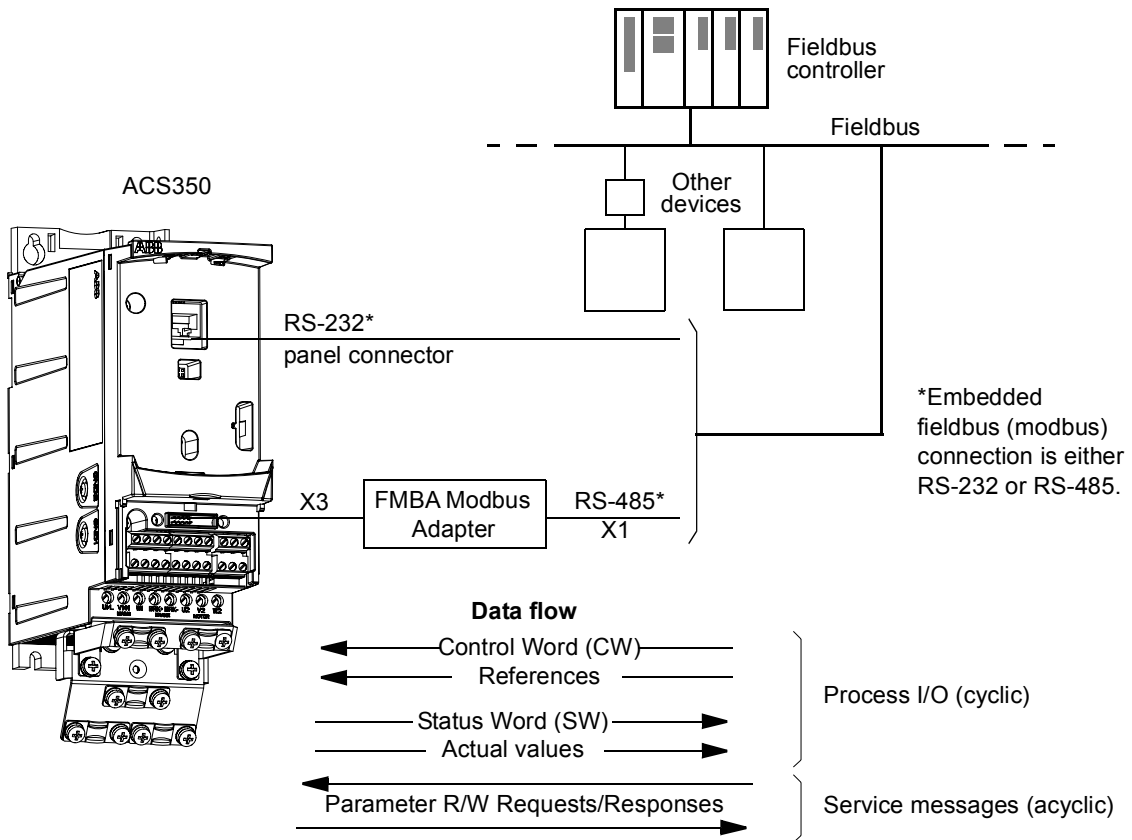 Fieldbus
controller
Fieldbus
ACS350
Other
devices
ABB
RS-232*
panel connector
*Embedded
fieldbus (modbus)
connection is either
RS-232 or RS-485.
X3
FMBA Modbus
Adapter
RS-485*
X1
Data flow
Control Word (CW)
References
Status Word (SW)
Actual values
Process I/O (cyclic)
Parameter R/W Requests/Responses
Service messages (acyclic)